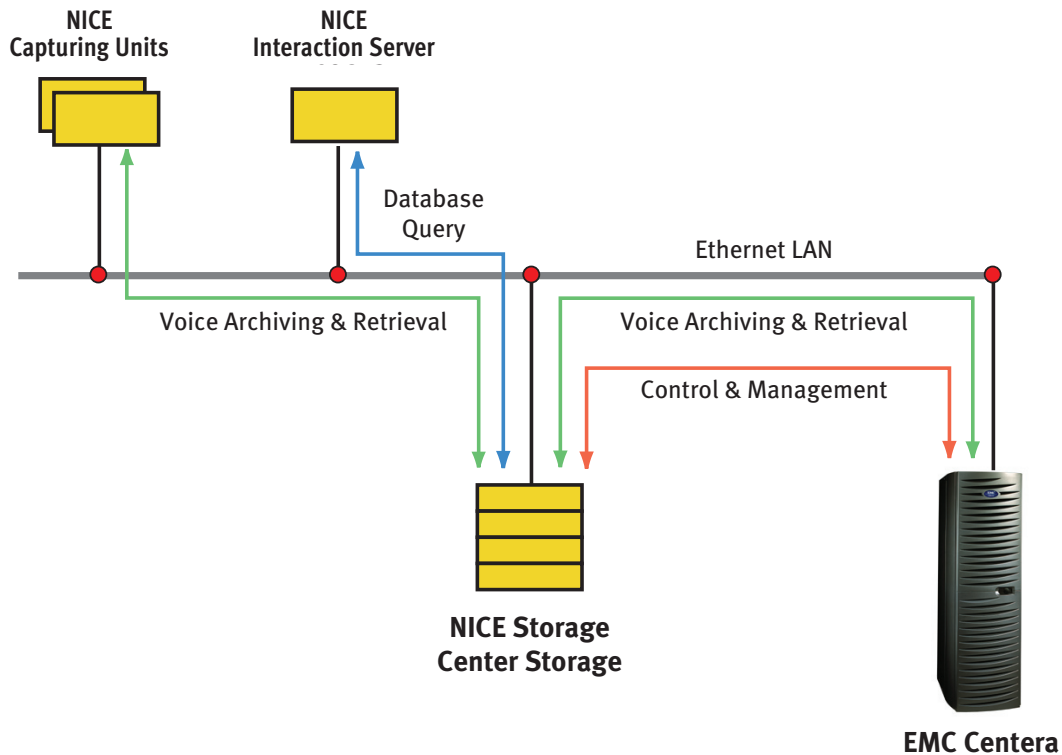 NICE
Capturing Units
NICE
Interaction Server
Database
Query
Ethernet LAN
Voice Archiving & Retrieval
Voice Archiving & Retrieval
Control & Management
NICE Storage
Center Storage
EMC Centera